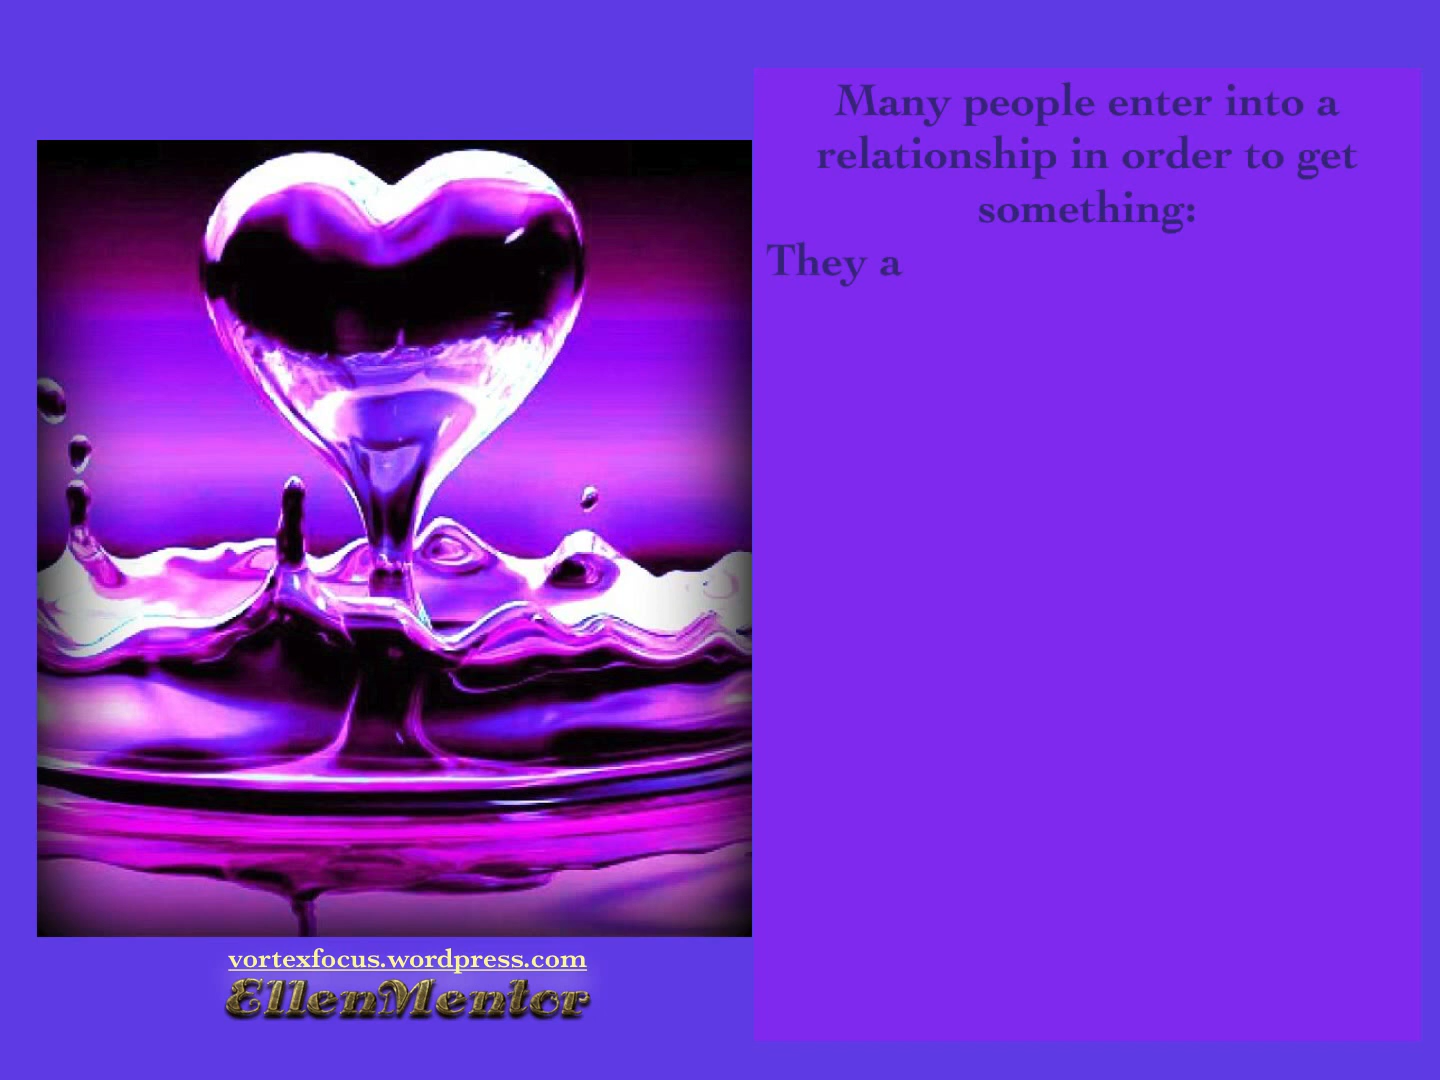 Many people enter into a
relationship in order to get
something:
They a
vortexfocus.wordpress.com
EllenMentor